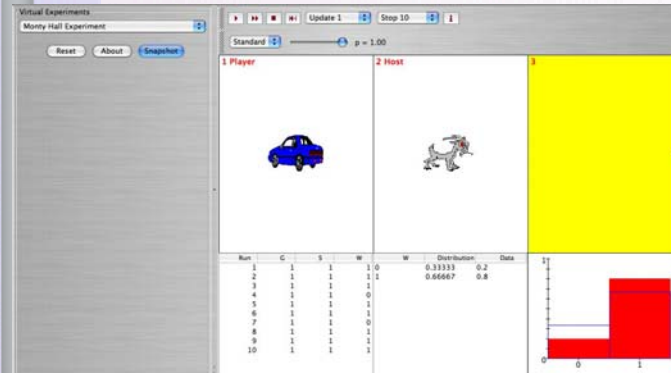 Virtual Experiments
Monty Hall Experiment
Reset About Snapshot
Update 1 Stop 10
Standard p = 1.00
1 Player 2 Host 3
Run G S W W Distribution Data
1 1 1 1 0 0.33333 0.2
2 1 1 1 1 0.66667 0.8
3 1 1 1
4 1 1 0
5 1 1 1
6 1 1 1
7 1 1 0
8 1 1 1
9 1 1 1
10 1 1 1
1
0
0 1